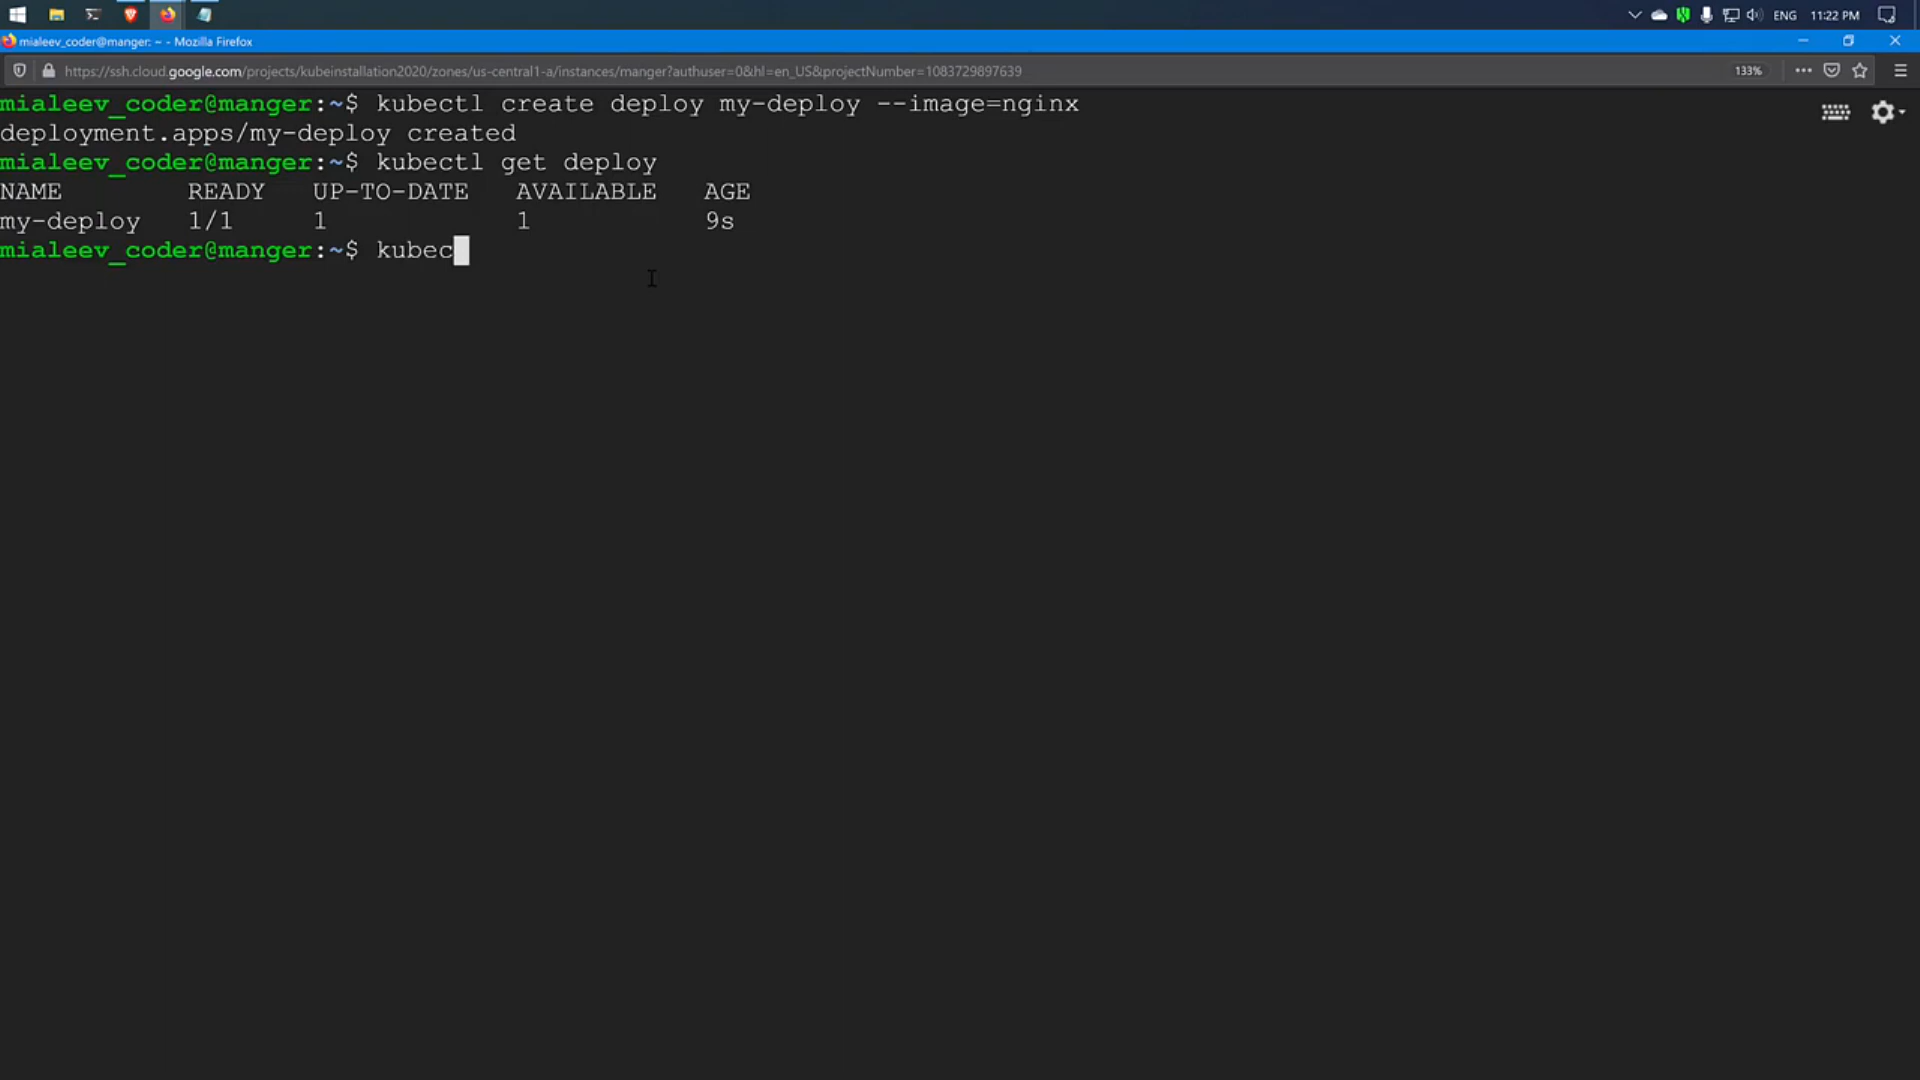 ENG 11:22 PM
mialeev_coder@manger: ~ - Mozilla Firefox
https://ssh.cloud.google.com/projects/kubeinstallation2020/zones/us-central1-a/instances/manger?authuser=0&hl=en_US&projectNumber=1083729897639 133%
mialeev_coder@manger:~$ kubectl create deploy my-deploy --image=nginx
deployment.apps/my-deploy created
mialeev_coder@manger:~$ kubectl get deploy
NAME READY UP-TO-DATE AVAILABLE AGE
my-deploy 1/1 1 1 9s
mialeev_coder@manger:~$ kubec